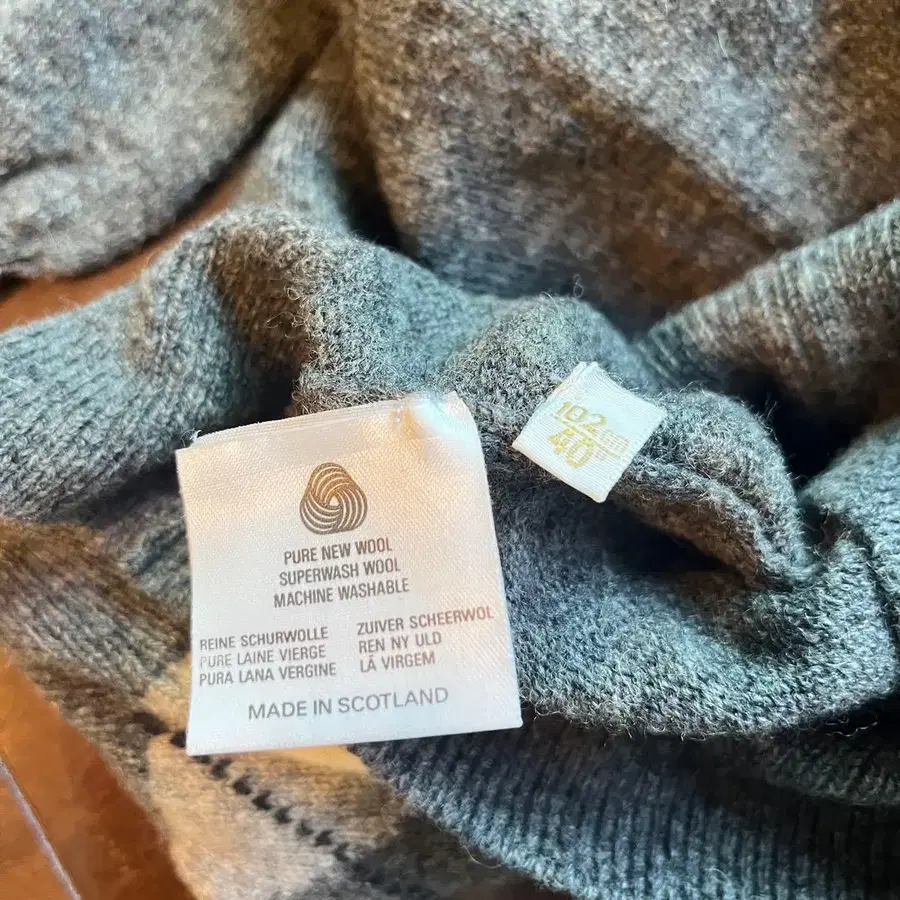 PURE NEW WOOL
SUPERWASH WOOL
MACHINE WASHABLE
REINE SCHURWOLLE
PURE LAINE VIERGE
PURA LANA VERGINE
ZUIVER SCHEERWOL
REN NY ULD
LÃ VIRGEM
MADE IN SCOTLAND
102cm
40"